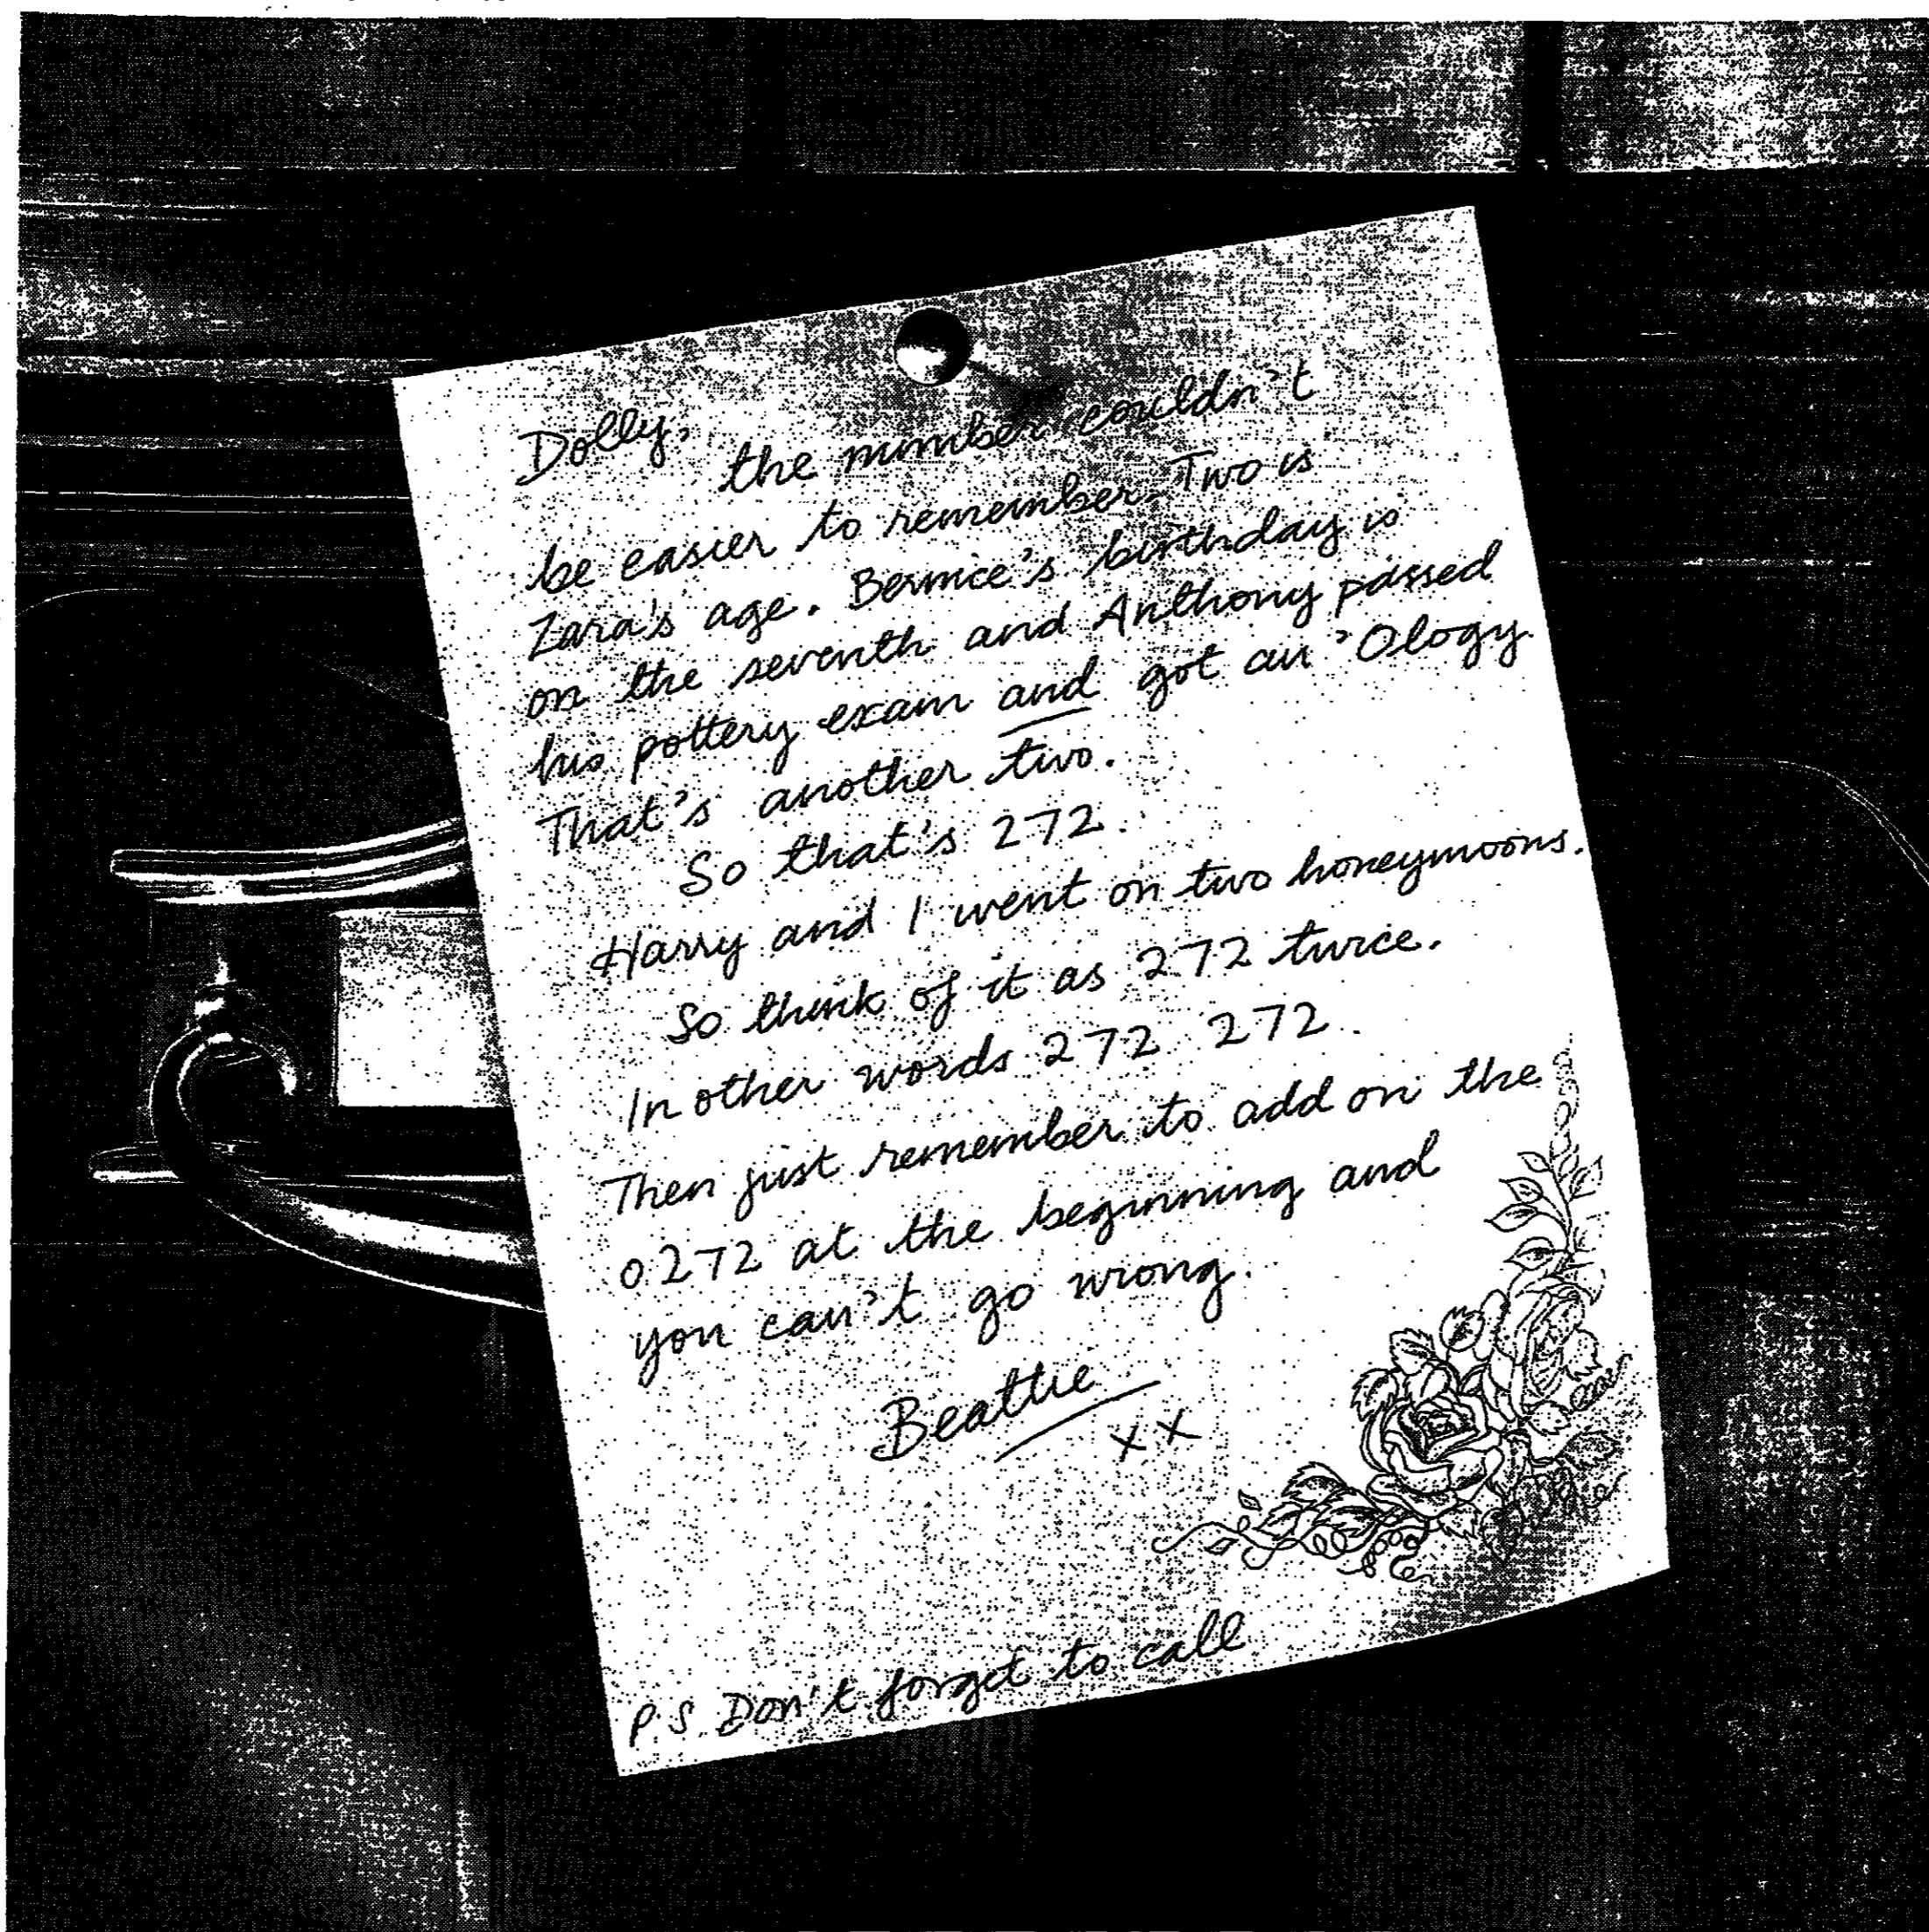 Dolly,
the number couldn't
be easier to remember. Two is
Zara's age. Bernice's birthday is
on the seventh and Anthony passed
his pottery exam and got an 'Ology.
That's another two.
So that's 272.
Harry and I went on two honeymoons.
So think of it as 272 twice.
In other words 272 272.
Then just remember to add on the
0272 at the beginning and
you can't go wrong.
Beattie
XX
P.S. Don't forget to call